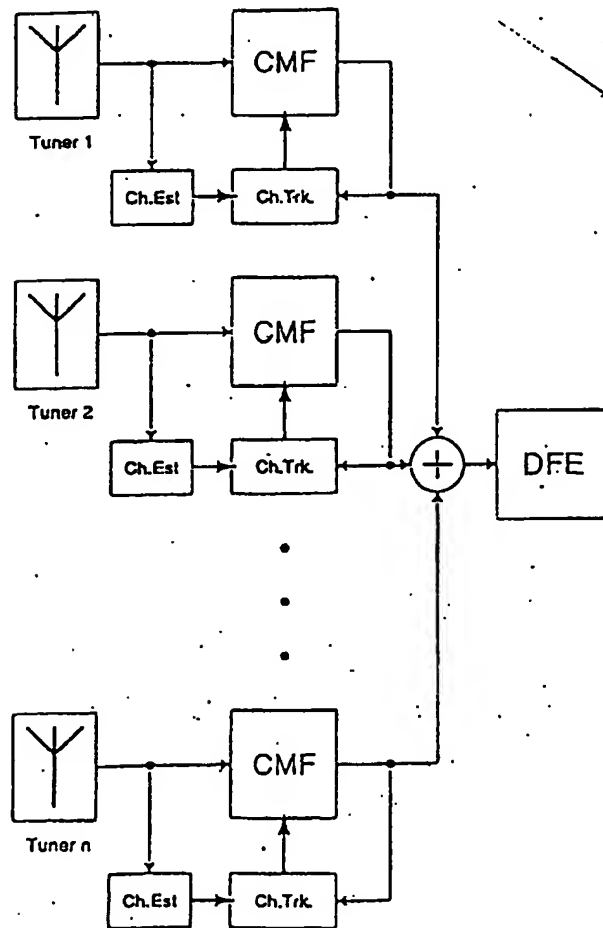 CMF
Tuner 1
Ch.Est
Ch.Trk.
CMF
Tuner 2
Ch.Est
Ch.Trk.
+
DFE
CMF
Tuner n
Ch.Est
Ch.Trk.